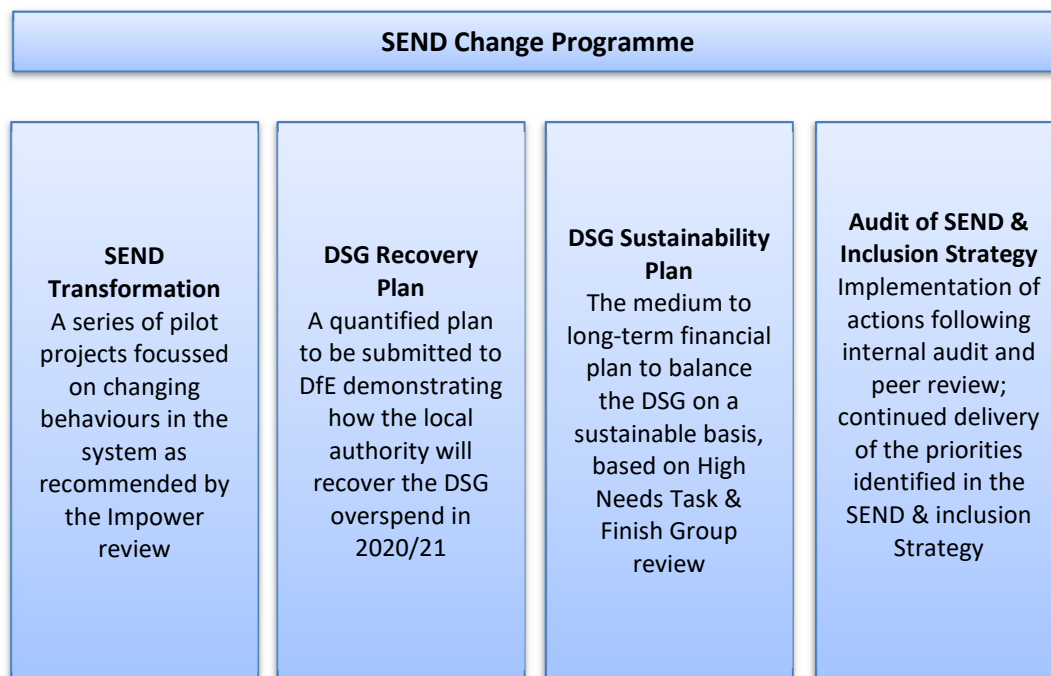 SEND Change Programme
SEND
Transformation
A series of pilot
projects focussed
on changing
behaviours in the
system as
recommended by
the Impower
review
DSG Recovery
Plan
A quantified plan
to be submitted to
DfE demonstrating
how the local
authority will
recover the DSG
overspend in
2020/21
DSG Sustainability
Plan
The medium to
long-term financial
plan to balance
the DSG on a
sustainable basis,
based on High
Needs Task &
Finish Group
review
Audit of SEND &
Inclusion Strategy
Implementation of
actions following
internal audit and
peer review;
continued delivery
of the priorities
identified in the
SEND & inclusion
Strategy